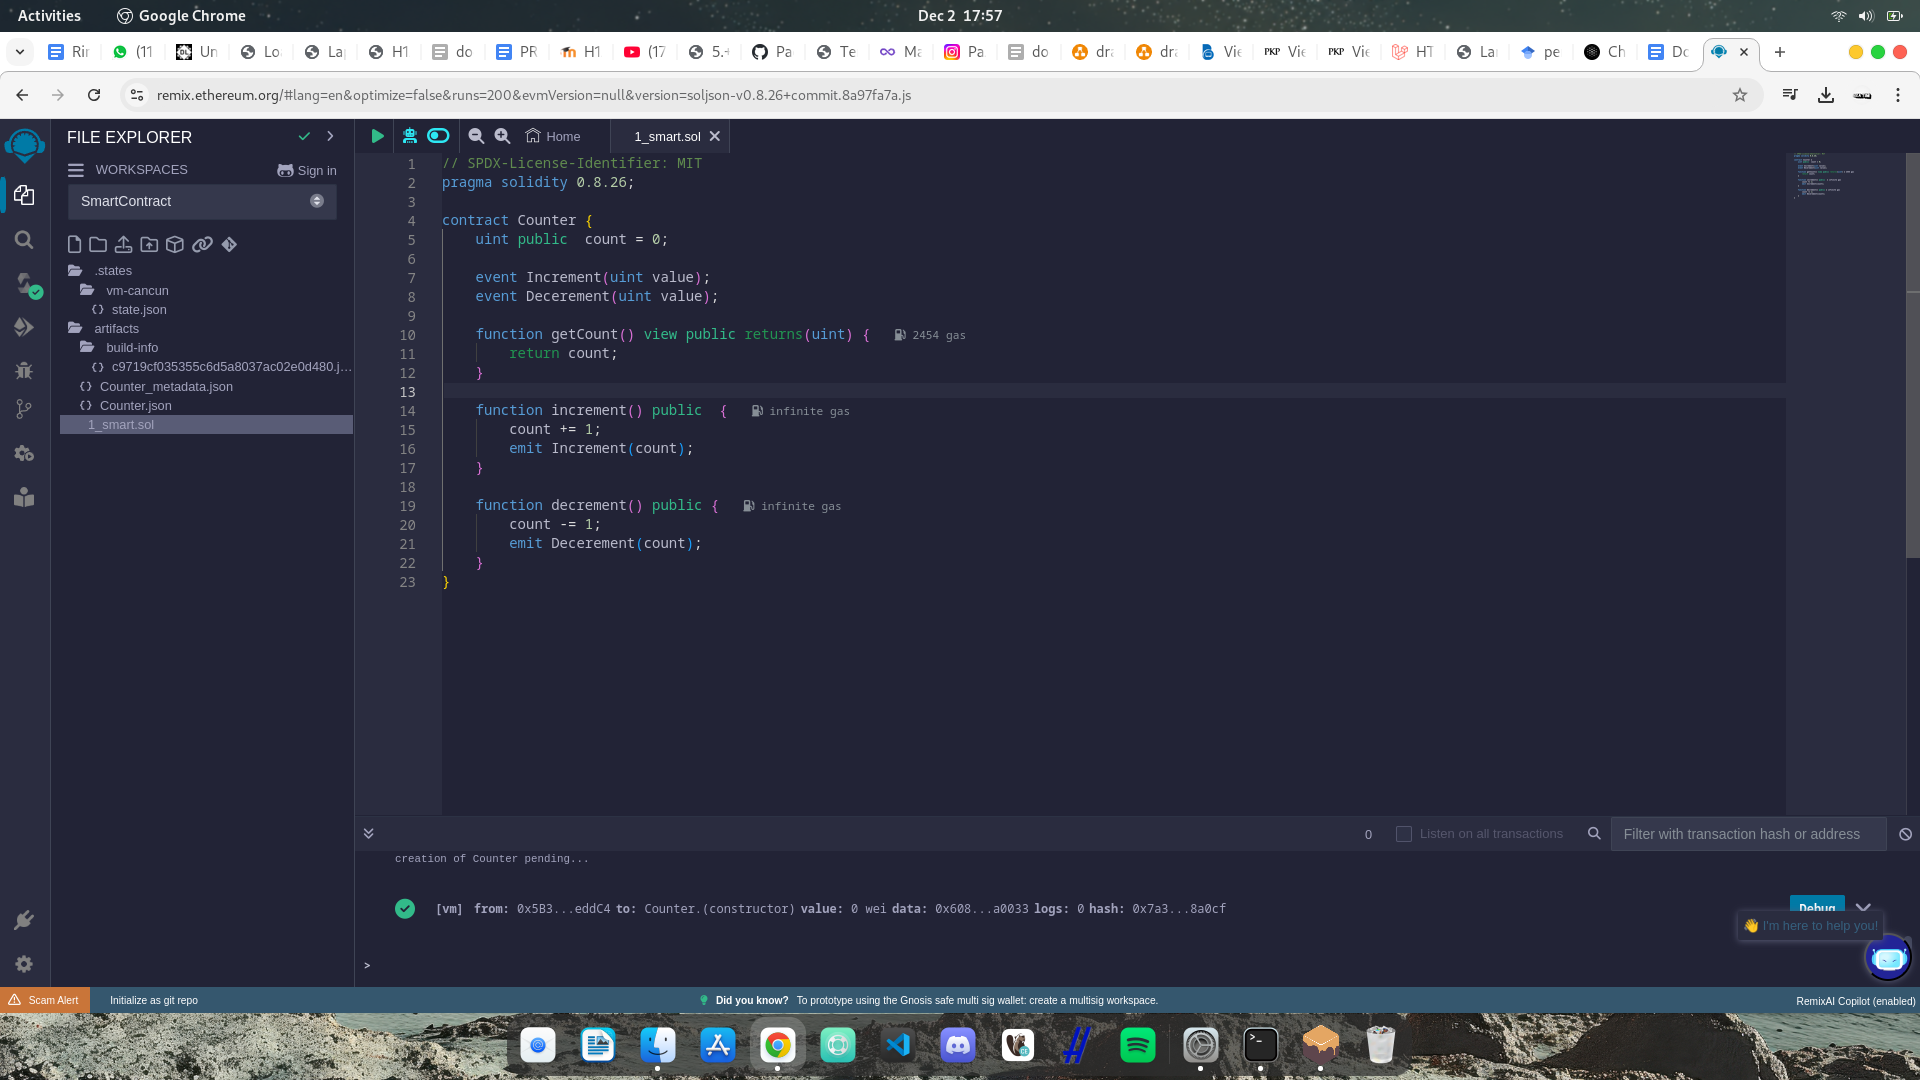 Activities
Google Chrome
Dec 2 17:57
Rir
(11
Un
Lo
La
H1
do
PR
H1
(17
5.
Pa
Te
Ma
Pa
do
dra
dra
Vie
PKP Vie
PKP Vie
HT
La
pe
Ch
Do
remix.ethereum.org/#lang=en&optimize=false&runs=200&evmVersion=null&version=soljson-v0.8.26+commit.8a97fa7a.js
FILE EXPLORER
WORKSPACES
Sign in
SmartContract
.states
vm-cancun
state.json
artifacts
build-info
c9719cf035355c6d5a8037ac02e0d480.j...
Counter_metadata.json
Counter.json
1_smart.sol
Home
1_smart.sol
1 // SPDX-License-Identifier: MIT
2 pragma solidity 0.8.26;
3
4 contract Counter {
5 uint public  count = 0;
6
7 event Increment(uint value);
8 event Decerement(uint value);
9
10 function getCount() view public returns(uint) { 2454 gas
11 return count;
12 }
13
14 function increment() public  { infinite gas
15 count += 1;
16 emit Increment(count);
17 }
18
19 function decrement() public { infinite gas
20 count -= 1;
21 emit Decerement(count);
22 }
23 }
0
Listen on all transactions
Filter with transaction hash or address
creation of Counter pending...
[vm] from: 0x5B3...eddC4 to: Counter.(constructor) value: 0 wei data: 0x608...a0033 logs: 0 hash: 0x7a3...8a0cf
Debug
👋 I'm here to help you!
>
Scam Alert
Initialize as git repo
Did you know? To prototype using the Gnosis safe multi sig wallet: create a multisig workspace.
RemixAI Copilot (enabled)